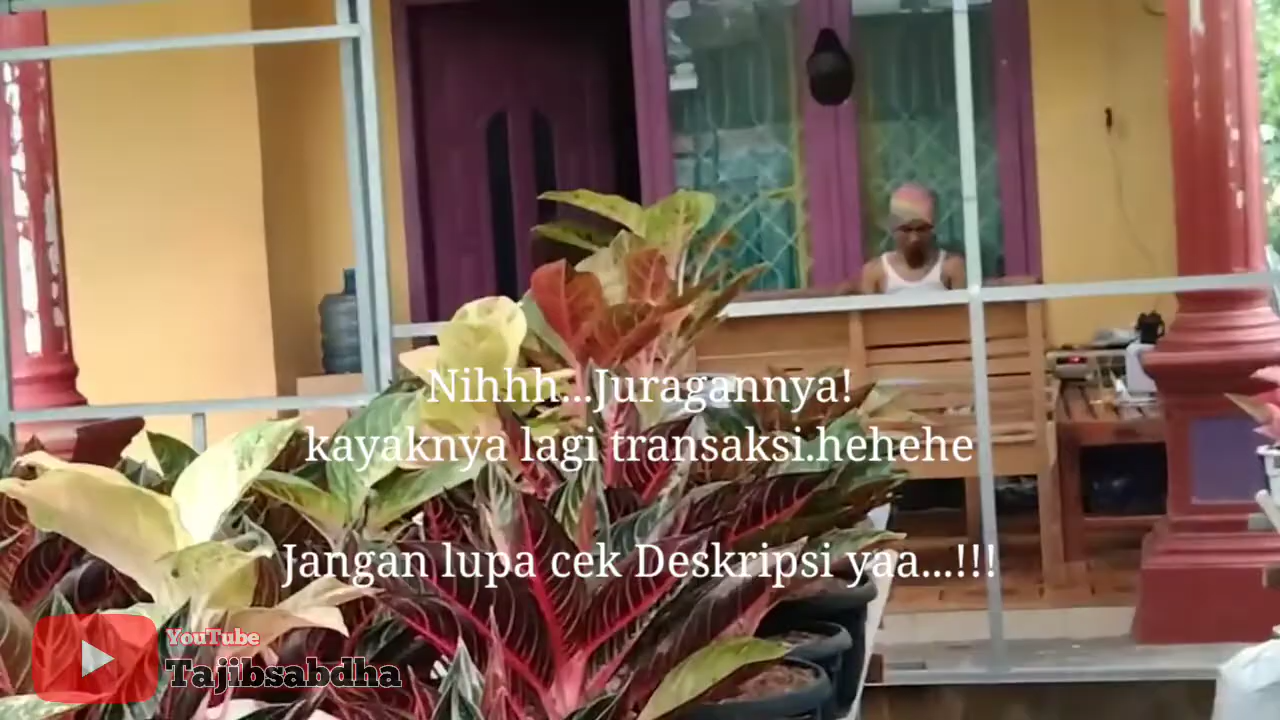 Nihhh...Juragannya!
kayaknya lagi transaksi.hehehe
Jangan lupa cek Deskripsi yaa...!!!
YouTube
Tajibsabdha